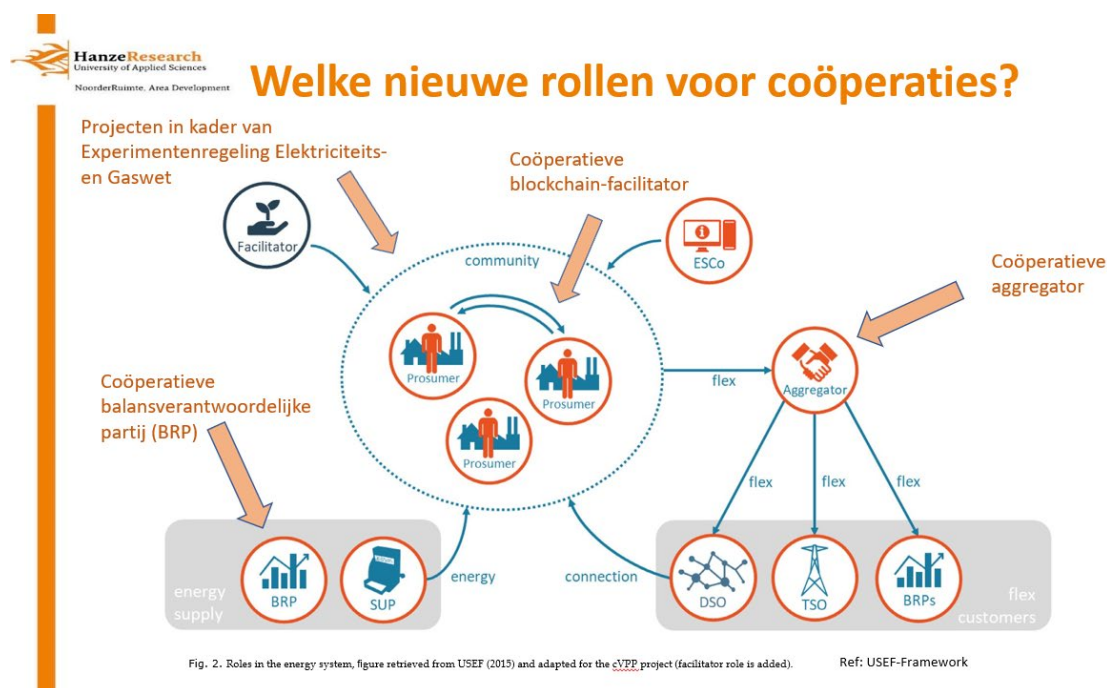 HanzeResearch
University of Applied Sciences
NoorderRuimte. Area Development
Welke nieuwe rollen voor coöperaties?
Projecten in kader van
Experimentenregeling Elektriciteits-
en Gaswet
Coöperatieve
blockchain-facilitator
Facilitator
community
ESCo
Coöperatieve
aggregator
Prosumer
Prosumer
Prosumer
flex
Aggregator
Coöperatieve
balansverantwoordelijke
partij (BRP)
flex
flex
flex
energy
supply
BRP
SUP
energy
connection
DSO
TSO
BRPs
flex
customers
Fig. 2. Roles in the energy system, figure retrieved from USEF (2015) and adapted for the cVPP project (facilitator role is added).
Ref: USEF-Framework